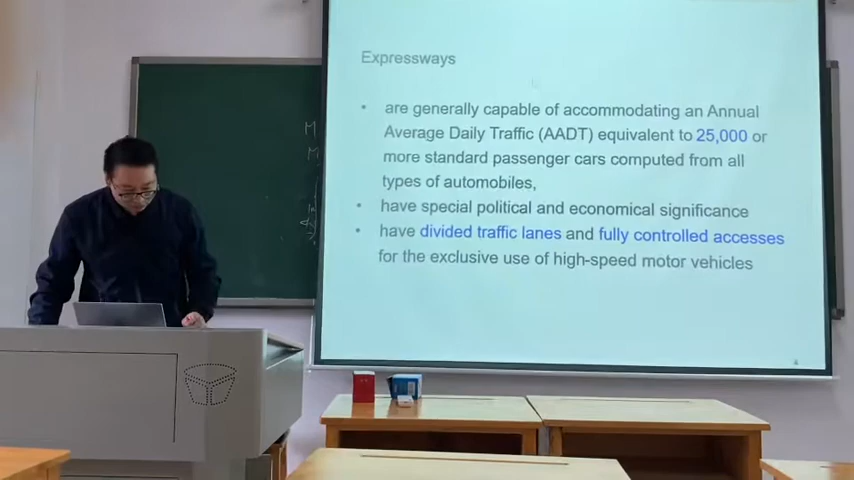 Expressways
• are generally capable of accommodating an Annual
Average Daily Traffic (AADT) equivalent to 25,000 or
more standard passenger cars computed from all
types of automobiles,
• have special political and economical significance
• have divided traffic lanes and fully controlled accesses
for the exclusive use of high-speed motor vehicles